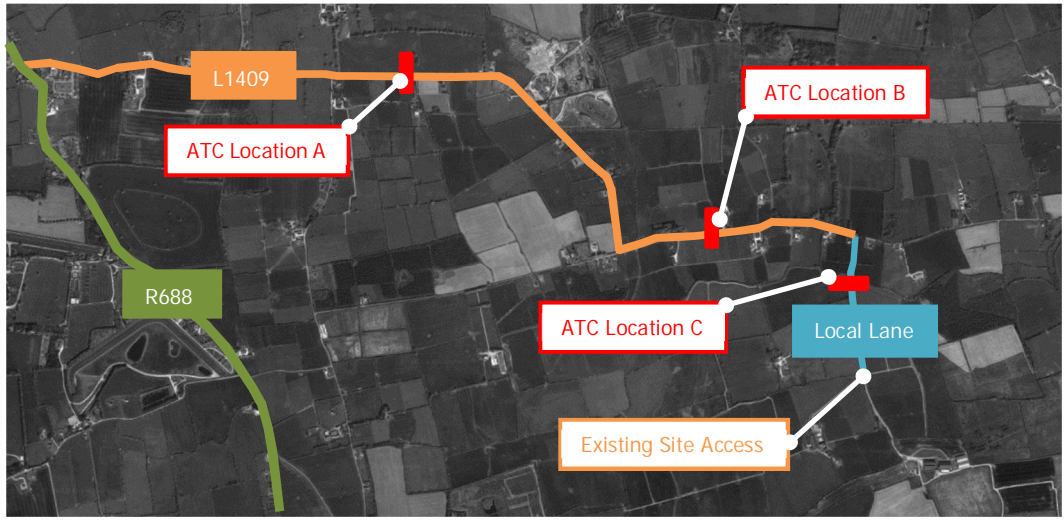 L1409
ATC Location B
ATC Location A
R688
ATC Location C
Local Lane
Existing Site Access